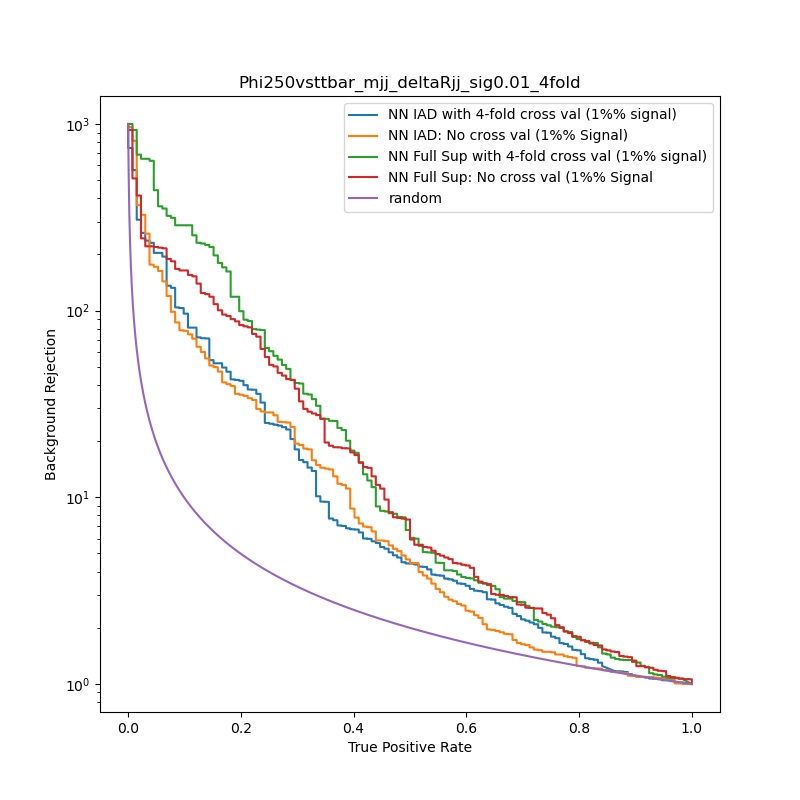 Phi250vsttbar_mjj_deltaRjj_sig0.01_4fold
NN IAD with 4-fold cross val (1%% signal)
NN IAD: No cross val (1%% Signal)
NN Full Sup with 4-fold cross val (1%% signal)
NN Full Sup: No cross val (1%% Signal
random
Background Rejection
10³
10²
10¹
10⁰
0.0 0.2 0.4 0.6 0.8 1.0
True Positive Rate